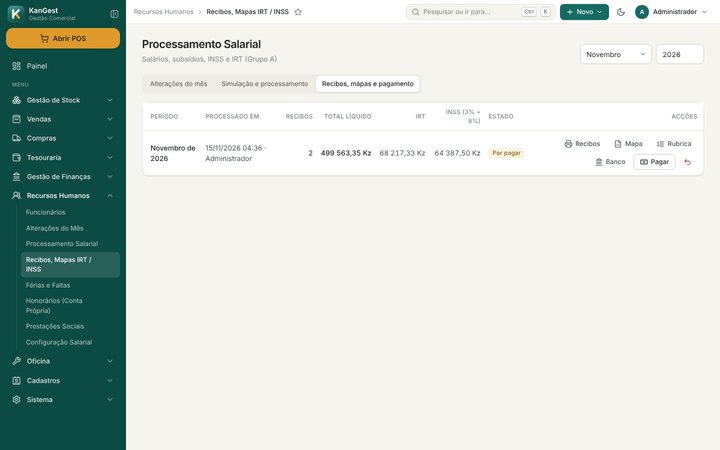 KanGest
Gestão Comercial
Abrir POS
Painel
MENU
Gestão de Stock
Vendas
Compras
Tesouraria
Gestão de Finanças
Recursos Humanos
Funcionários
Alterações do Mês
Processamento Salarial
Recibos, Mapas IRT /
INSS
Férias e Faltas
Honorários (Conta
Própria)
Prestações Sociais
Configuração Salarial
Oficina
Cadastros
Sistema
Recursos Humanos > Recibos, Mapas IRT / INSS
Pesquisar ou ir para... Ctrl K
+ Novo
A Administrador
Processamento Salarial
Salários, subsídios, INSS e IRT (Grupo A)
Novembro 2026
Alterações do mês Simulação e processamento Recibos, mapas e pagamento
PERÍODO PROCESSADO EM RECIBOS TOTAL LÍQUIDO IRT INSS (3% +
8%) ESTADO ACÇÕES
Novembro de
2026
15/11/2026 04:36 ·
Administrador
2 499 563,35 Kz 68 217,33 Kz 64 387,50 Kz Por pagar
Recibos Mapa Rubrica
Banco Pagar